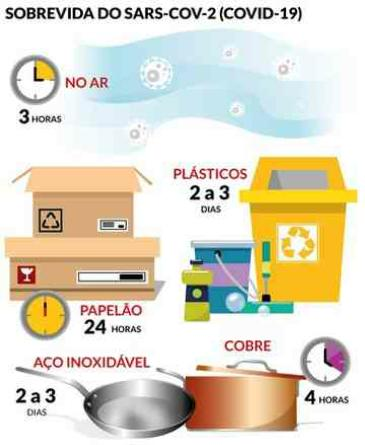 SOBREVIDA DO SARS-COV-2 (COVID-19)
NO AR
3 HORAS
PLÁSTICOS
2 a 3
DIAS
PAPELÃO
24 HORAS
AÇO INOXIDÁVEL
2 a 3
DIAS
COBRE
4 HORAS